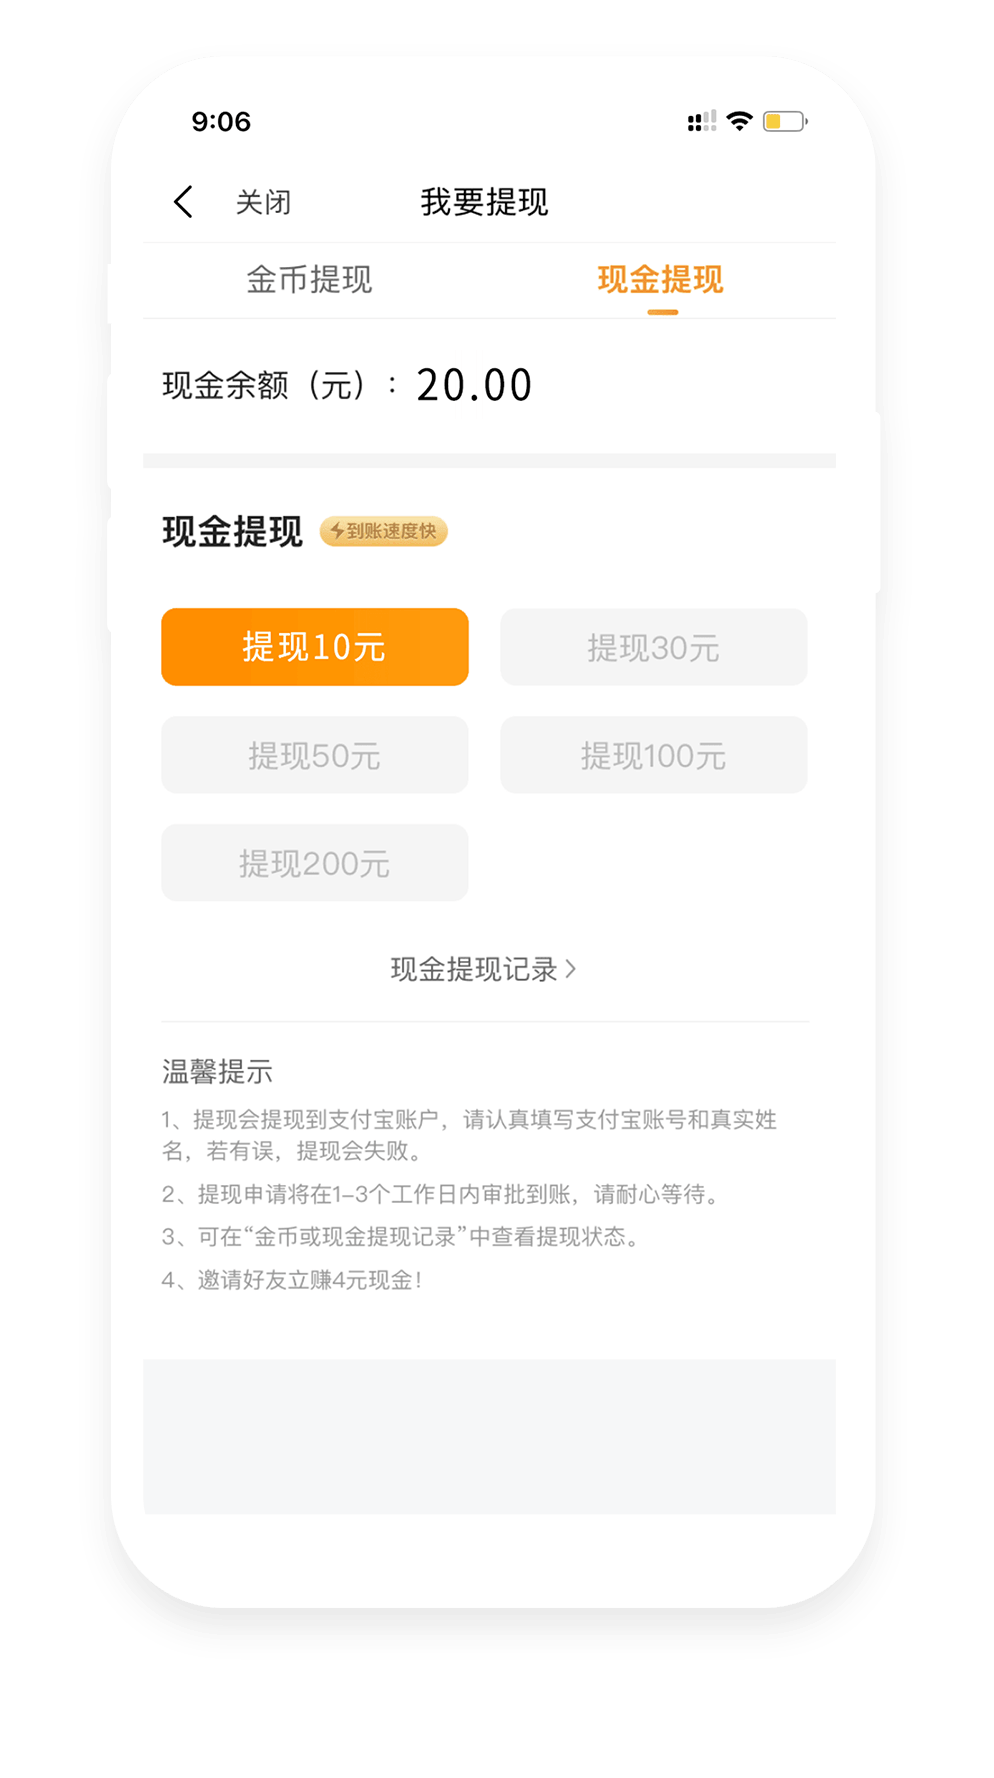 9:06
关闭
我要提现
金币提现
现金提现
现金余额（元）：20.00
现金提现
到账速度快
提现10元
提现30元
提现50元
提现100元
提现200元
现金提现记录>
温馨提示
1、提现会提现到支付宝账户，请认真填写支付宝账号和真实姓
名，若有误，提现会失败。
2、提现申请将在1-3个工作日内审批到账，请耐心等待。
3、可在“金币或现金提现记录”中查看提现状态。
4、邀请好友立赚4元现金！